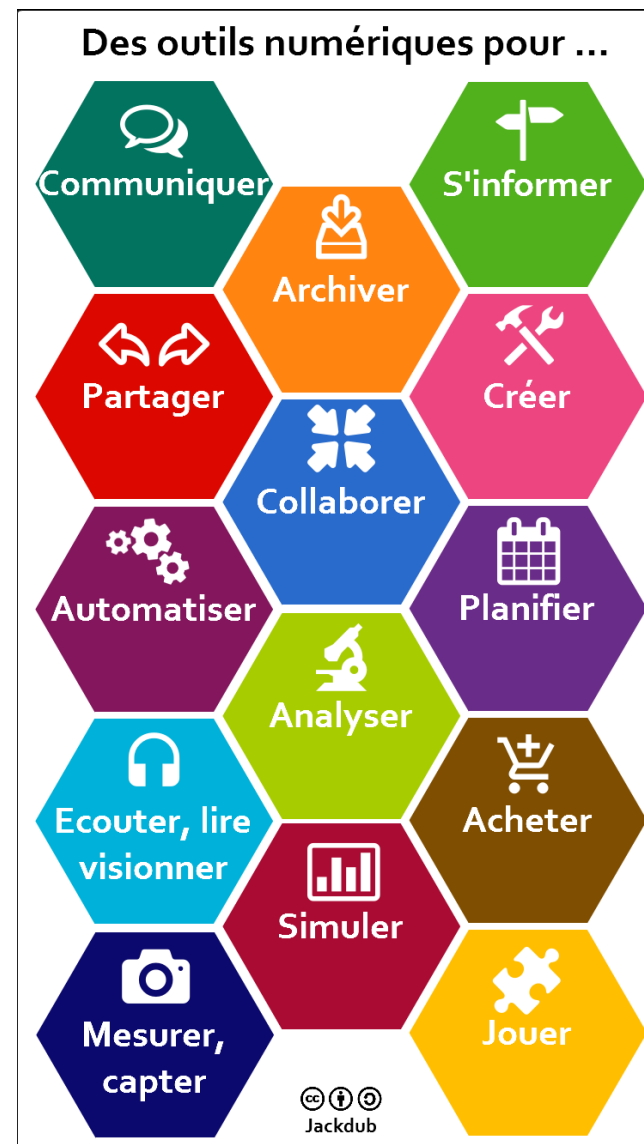 Des outils numériques pour ...
Communiquer
S'informer
Archiver
Partager
Créer
Collaborer
Automatiser
Planifier
Analyser
Ecouter, lire
visionner
Acheter
Simuler
Mesurer,
capter
Jouer
cc
Jackdub